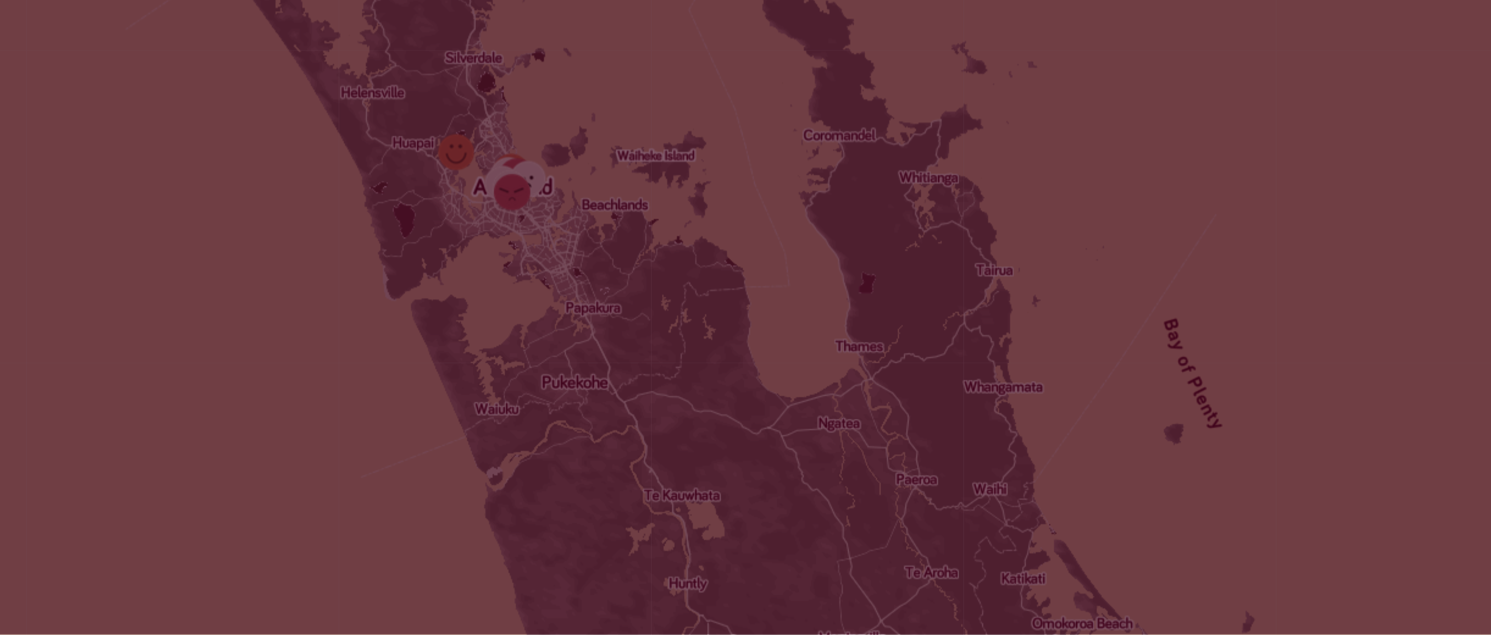 Silverdale
Helensville
Coromandel
Huapai
Waiheke Island
Whitianga
A d
Beachlands
Tairua
Papakura
Bay of Plenty
Thames
Pukekohe
Whangamata
Waiuku
Ngatea
Paeroa
Waihi
Te Kauwhata
Te Aroha
Katikati
Huntly
Omokoroa Beach